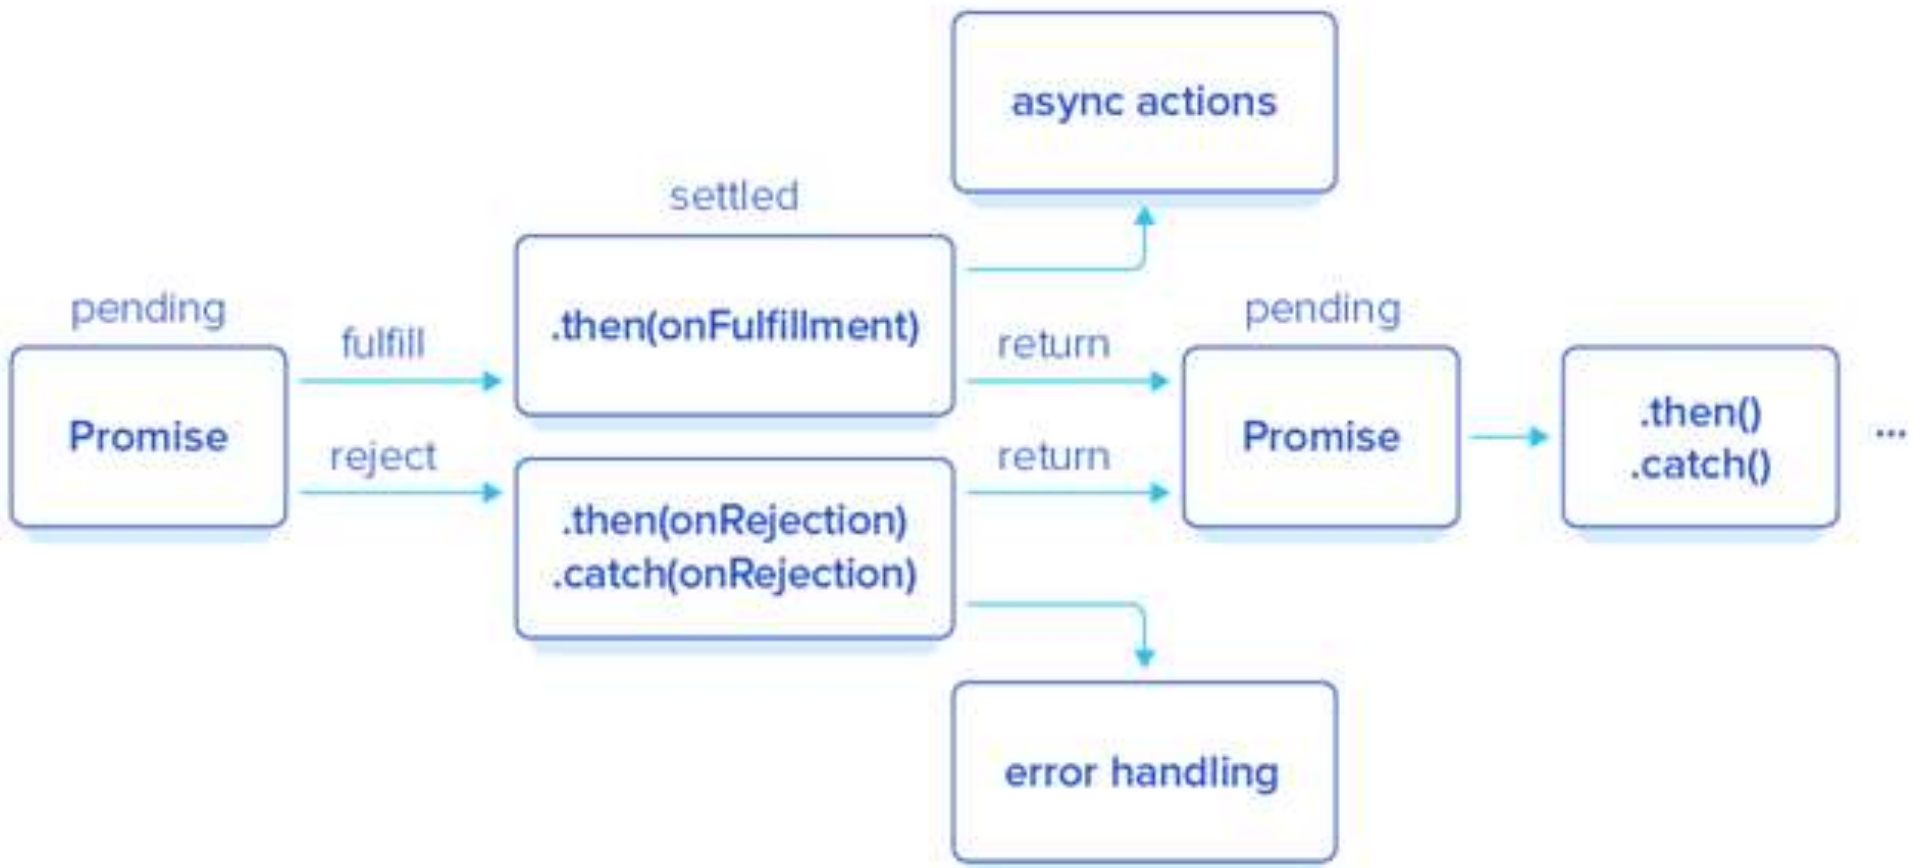 async actions
settled
.then(onFulfillment)
pending
fulfill
return
pending
Promise
reject
.then(onRejection)
.catch(onRejection)
return
Promise
.then()
.catch()
...
error handling